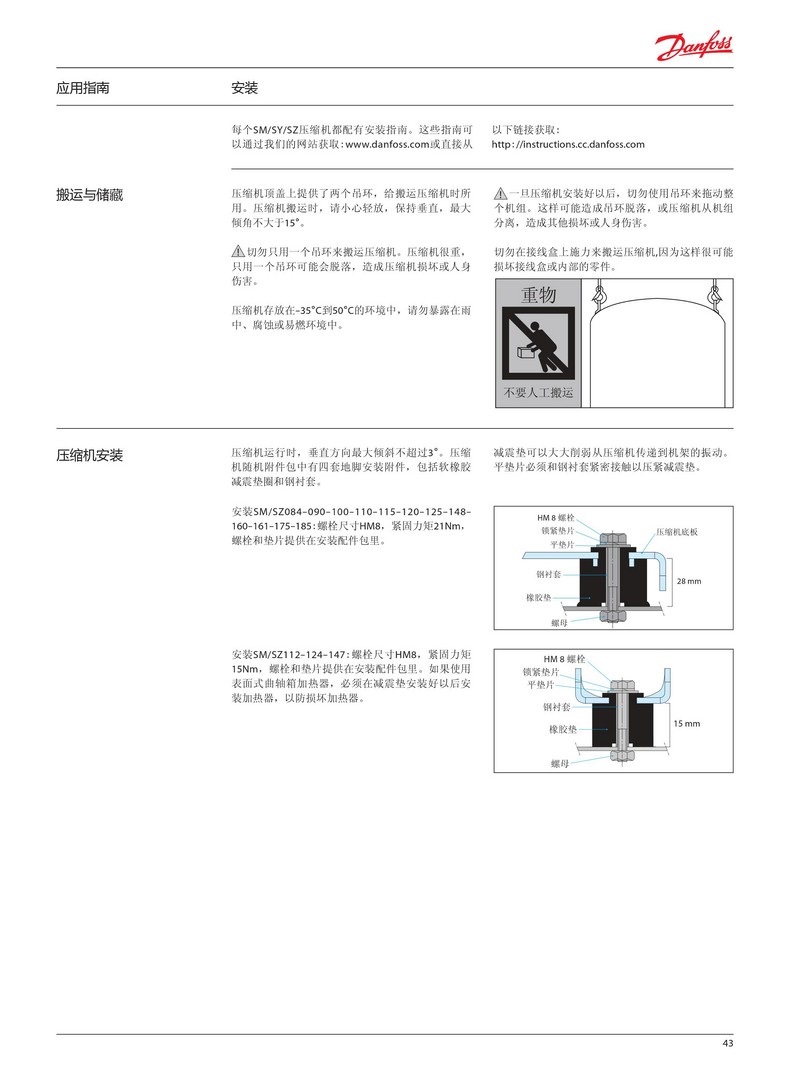 Danfoss
应用指南
安装
每个SM/SY/SZ压缩机都配有安装指南。这些指南可
以通过我们的网站获取:www.danfoss.com或直接从
以下链接获取:
http://instructions.cc.danfoss.com
搬运与储藏
压缩机顶盖上提供了两个吊环，给搬运压缩机时所
用。压缩机搬运时，请小心轻放，保持垂直，最大
倾角不大于15°。
切勿只用一个吊环来搬运压缩机。压缩机很重，
只用一个吊环可能会脱落，造成压缩机损坏或人身
伤害。
压缩机存放在-35°C到50°C的环境中，请勿暴露在雨
中、腐蚀或易燃环境中。
一旦压缩机安装好以后，切勿使用吊环来拖动整
个机组。这样可能造成吊环脱落，或压缩机从机组
分离，造成其他损坏或人身伤害。
切勿在接线盒上施力来搬运压缩机,因为这样很可能
损坏接线盒或内部的零件。
重物
不要人工搬运
压缩机安装
压缩机运行时，垂直方向最大倾斜不超过3°。压缩
机随机附件包中有四套地脚安装附件，包括软橡胶
减震垫圈和钢衬套。
安装SM/SZ084-090-100-110-115-120-125-148-
160-161-175-185:螺栓尺寸HM8，紧固力矩21Nm，
螺栓和垫片提供在安装配件包里。
减震垫可以大大削弱从压缩机传递到机架的振动。
平垫片必须和钢衬套紧密接触以压紧减震垫。
HM 8 螺栓
锁紧垫片
平垫片
压缩机底板
钢衬套
28 mm
橡胶垫
螺母
安装SM/SZ112-124-147:螺栓尺寸HM8，紧固力矩
15Nm，螺栓和垫片提供在安装配件包里。如果使用
表面式曲轴箱加热器，必须在减震垫安装好以后安
装加热器，以防损坏加热器。
HM 8 螺栓
锁紧垫片
平垫片
钢衬套
15 mm
橡胶垫
螺母
43